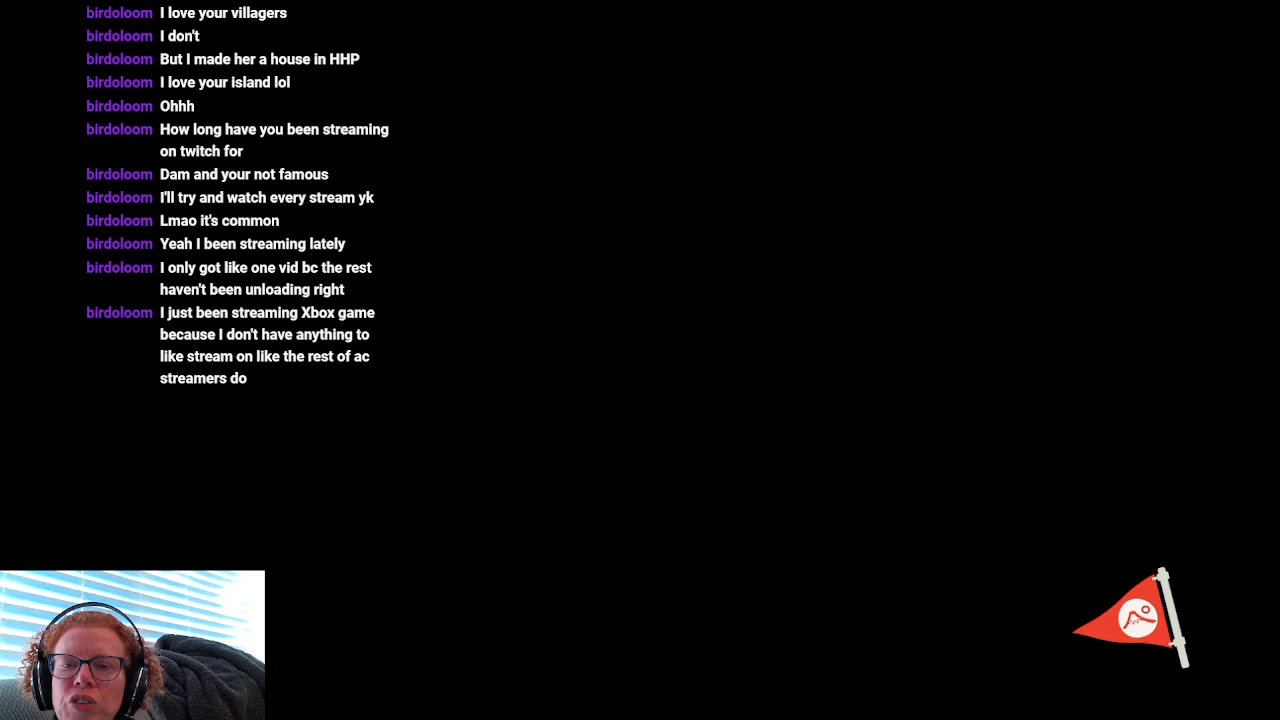 birdoloom I love your villagers
birdoloom I don't
birdoloom But I made her a house in HHP
birdoloom I love your island lol
birdoloom Ohhh
birdoloom How long have you been streaming
on twitch for
birdoloom Dam and your not famous
birdoloom I'll try and watch every stream yk
birdoloom Lmao it's common
birdoloom Yeah I been streaming lately
birdoloom I only got like one vid bc the rest
haven't been unloading right
birdoloom I just been streaming Xbox game
because I don't have anything to
like stream on like the rest of ac
streamers do